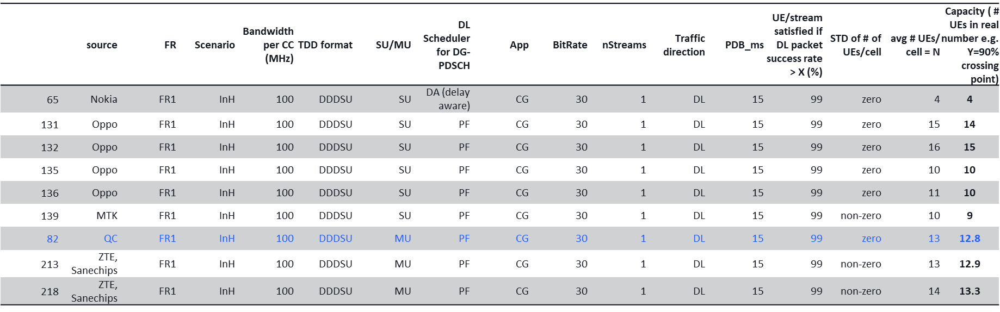 source FR Scenario Bandwidth per CC (MHz) TDD format SU/MU DL Scheduler for DG-PDSCH App BitRate nStreams Traffic direction PDB_ms UE/stream satisfied if DL packet success rate > X (%) STD of # of UEs/cell avg # UEs/ cell = N Capacity ( # UEs in real number e.g. Y=90% crossing point)
65 Nokia FR1 InH 100 DDDSU SU DA (delay aware) CG 30 1 DL 15 99 zero 4 4
131 Oppo FR1 InH 100 DDDSU SU PF CG 30 1 DL 15 99 zero 15 14
132 Oppo FR1 InH 100 DDDSU SU PF CG 30 1 DL 15 99 zero 16 15
135 Oppo FR1 InH 100 DDDSU SU PF CG 30 1 DL 15 99 zero 10 10
136 Oppo FR1 InH 100 DDDSU SU PF CG 30 1 DL 15 99 zero 11 10
139 MTK FR1 InH 100 DDDSU SU PF CG 30 1 DL 15 99 non-zero 10 9
82 QC FR1 InH 100 DDDSU MU PF CG 30 1 DL 15 99 zero 13 12.8
213 ZTE, Sanechips FR1 InH 100 DDDSU MU PF CG 30 1 DL 15 99 non-zero 13 12.9
218 ZTE, Sanechips FR1 InH 100 DDDSU MU PF CG 30 1 DL 15 99 non-zero 14 13.3